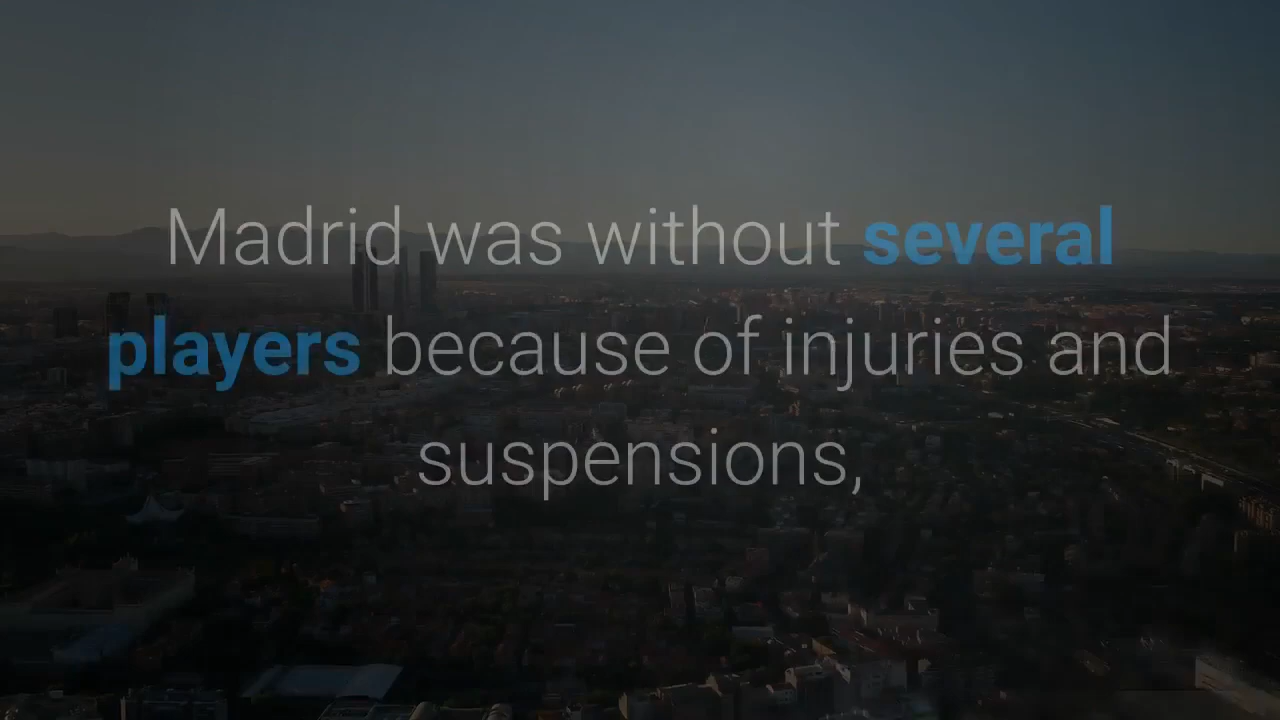 Madrid was without several
players because of injuries and
suspensions,